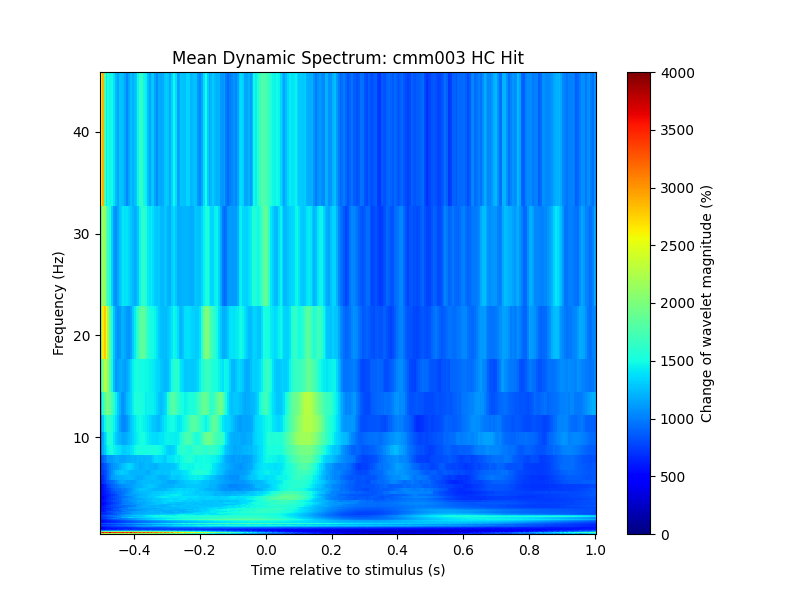 Mean Dynamic Spectrum: cmm003 HC Hit
40
30
20
10
Frequency (Hz)
−0.4 −0.2 0.0 0.2 0.4 0.6 0.8 1.0
Time relative to stimulus (s)
4000
3500
3000
2500
2000
1500
1000
500
0
Change of wavelet magnitude (%)